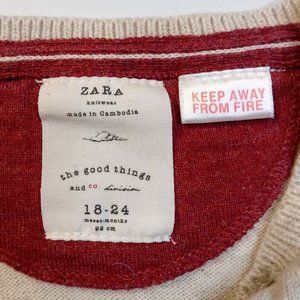 ZARA
knitwear
made in Cambodia
the good things
and co division
18-24
meses-months
92 cm
KEEP AWAY
FROM FIRE